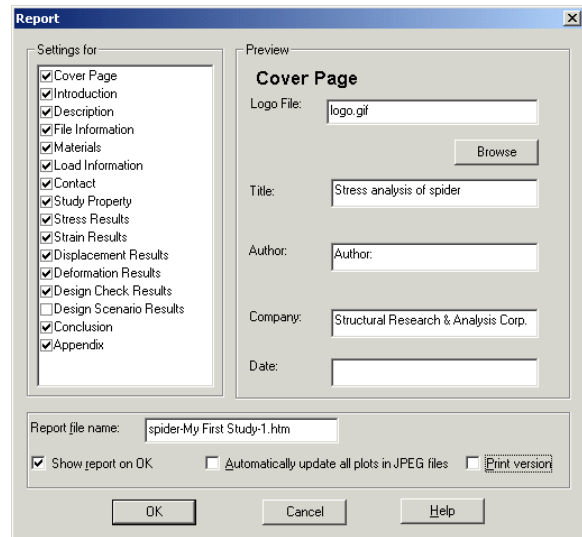 Report
Settings for
Cover Page
Introduction
Description
File Information
Materials
Load Information
Contact
Study Property
Stress Results
Strain Results
Displacement Results
Deformation Results
Design Check Results
Design Scenario Results
Conclusion
Appendix
Preview
Cover Page
Logo File:
logo.gif
Browse
Title:
Stress analysis of spider
Author:
Author:
Company:
Structural Research & Analysis Corp.
Date:
Report file name:
spider-My First Study-1.htm
Show report on OK
Automatically update all plots in JPEG files
Print version
OK
Cancel
Help